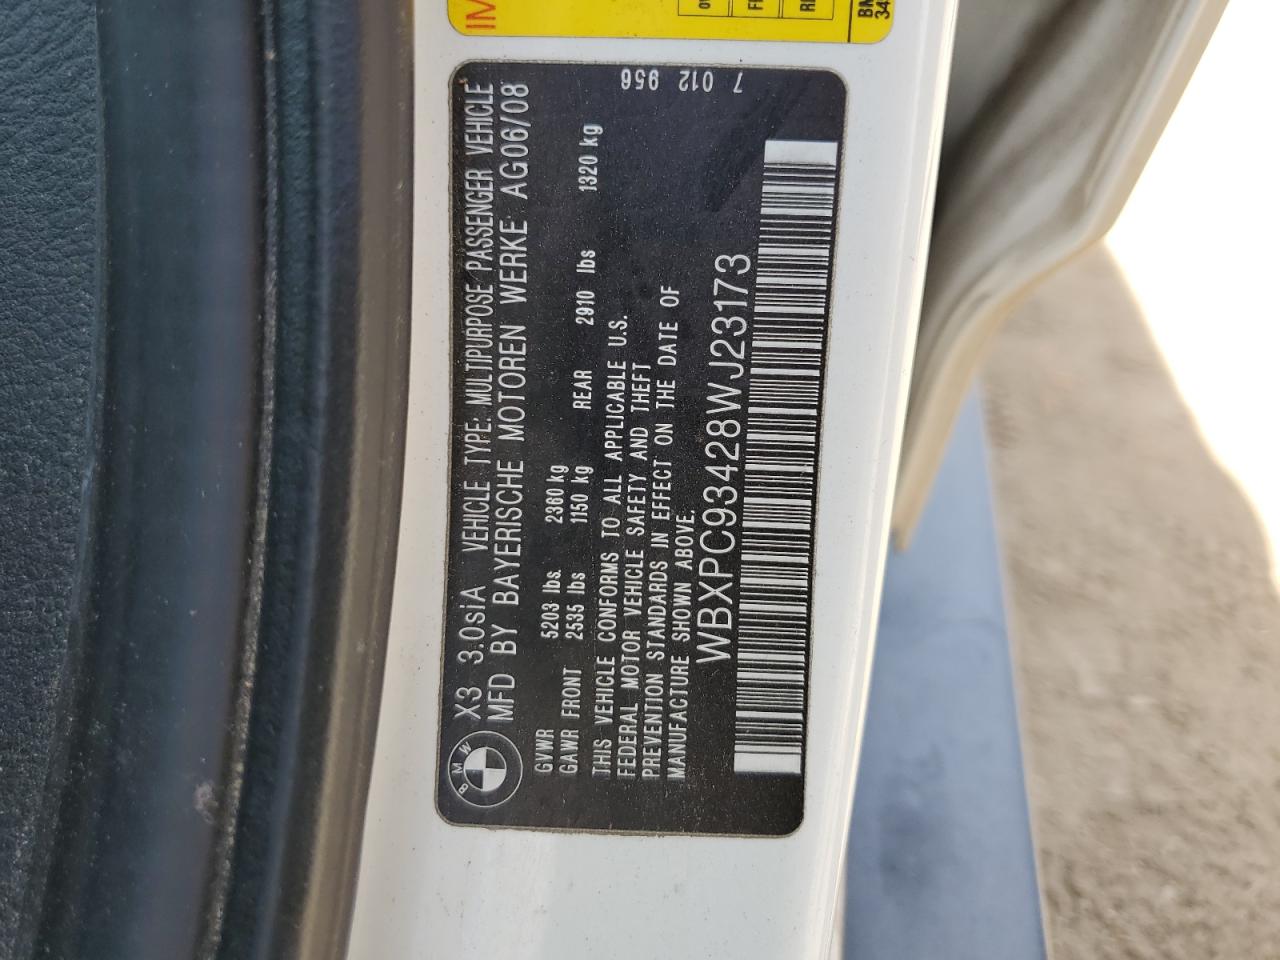 BMW
X3 3.0siA VEHICLE TYPE: MULTIPURPOSE PASSENGER VEHICLE
MFD BY BAYERISCHE MOTOREN WERKE AG06/08
GVWR 5203 lbs. 2360 kg
GAWR FRONT 2535 lbs 1150 kg REAR 2910 lbs 1320 kg
THIS VEHICLE CONFORMS TO ALL APPLICABLE U.S.
FEDERAL MOTOR VEHICLE SAFETY AND THEFT
PREVENTION STANDARDS IN EFFECT ON THE DATE OF
MANUFACTURE SHOWN ABOVE.
WBXPC93428WJ23173
7 012 956